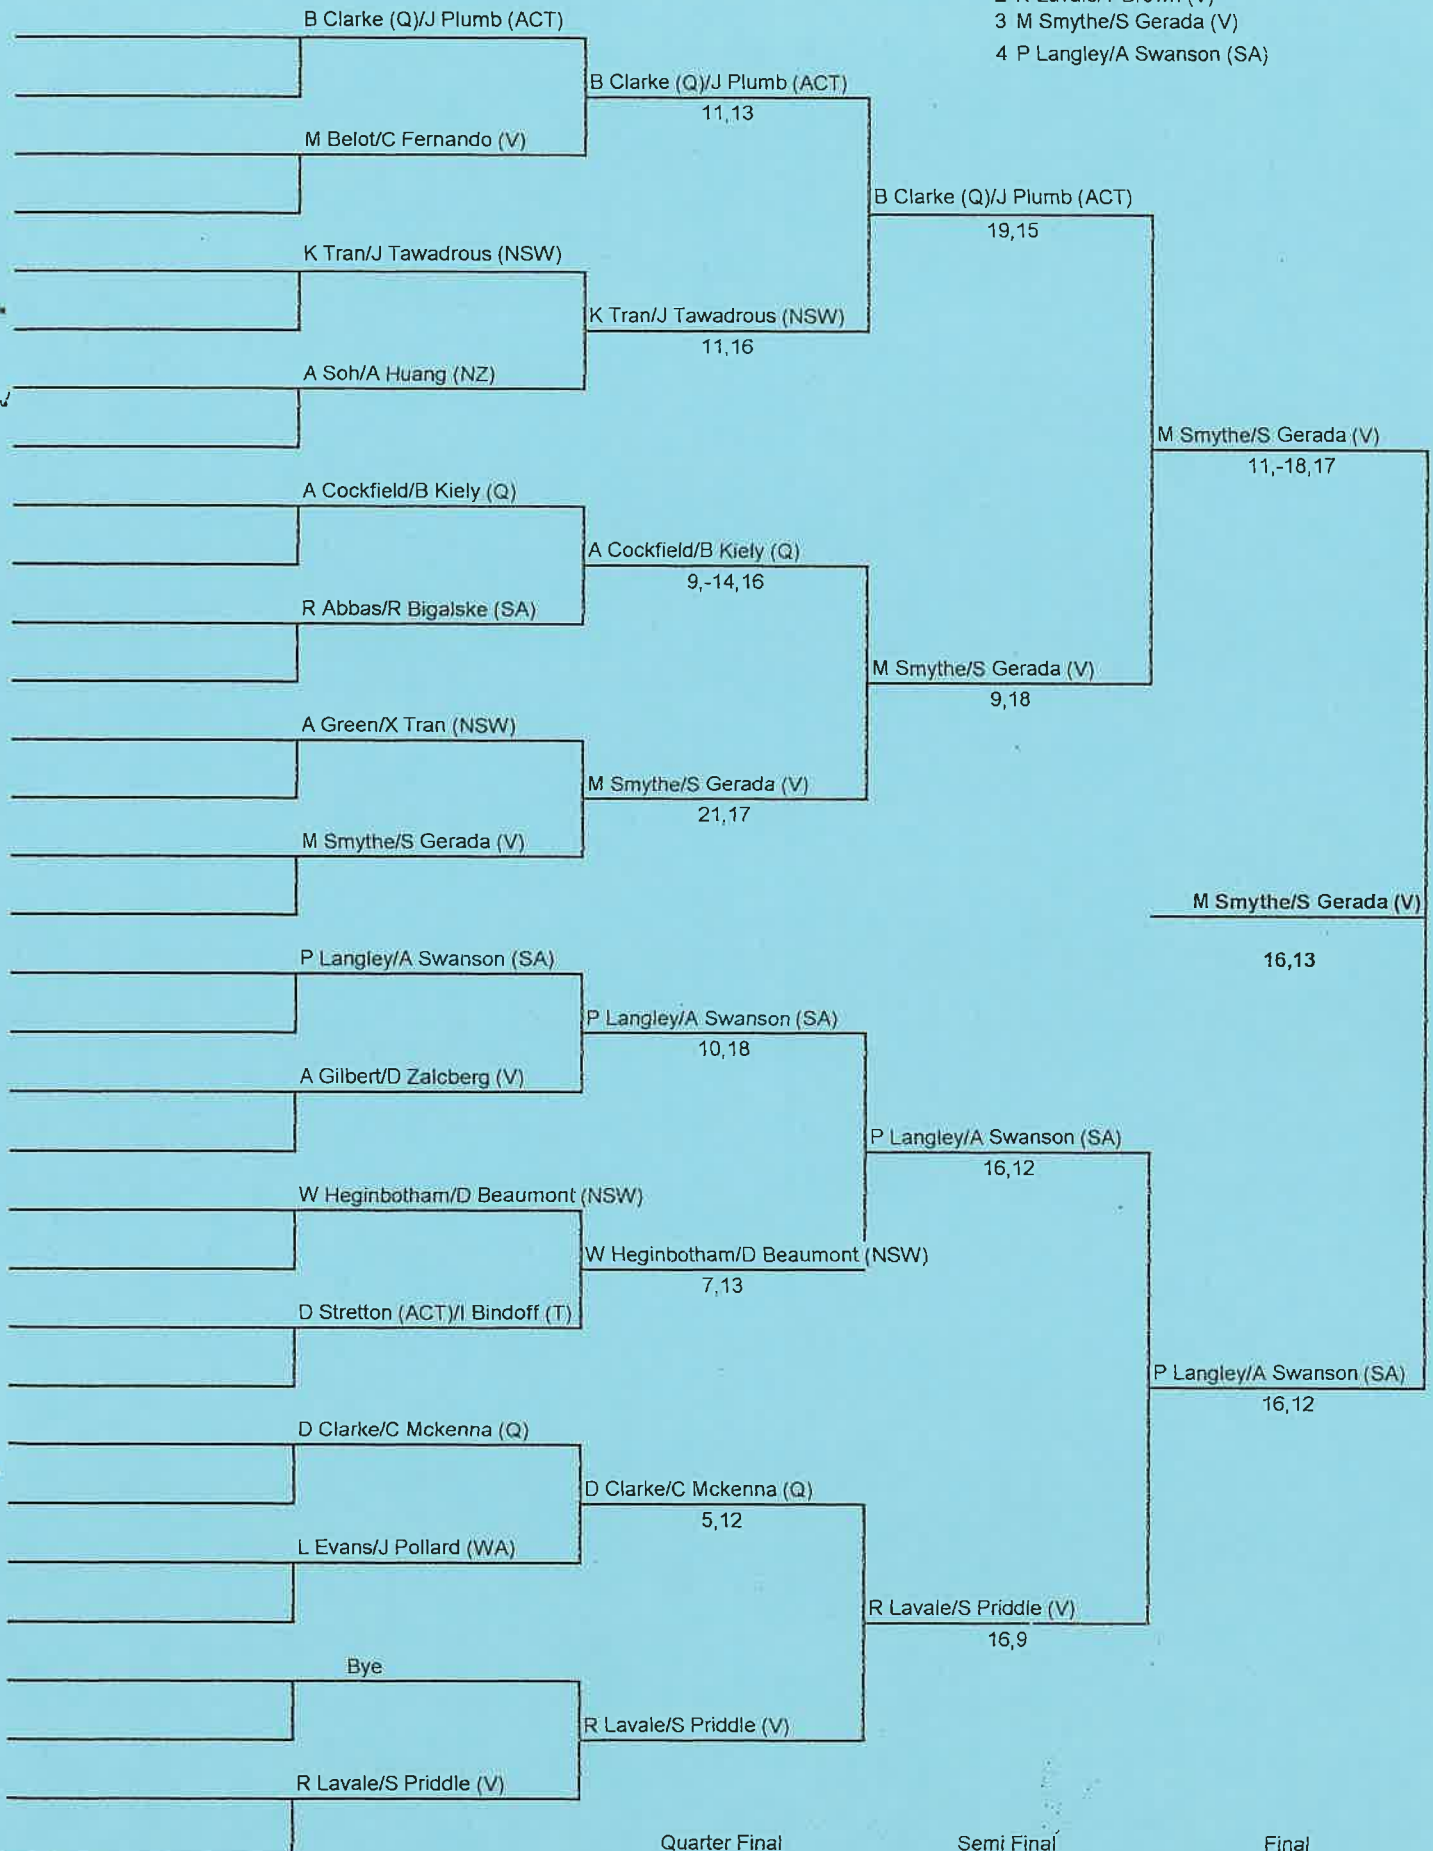 3 M Smythe/S Gerada (V)
4 P Langley/A Swanson (SA)
B Clarke (Q)/J Plumb (ACT)
B Clarke (Q)/J Plumb (ACT)
11,13
M Belot/C Fernando (V)
B Clarke (Q)/J Plumb (ACT)
19,15
K Tran/J Tawadrous (NSW)
K Tran/J Tawadrous (NSW)
11,16
A Soh/A Huang (NZ)
M Smythe/S Gerada (V)
11,-18,17
A Cockfield/B Kiely (Q)
A Cockfield/B Kiely (Q)
9,-14,16
R Abbas/R Bigalske (SA)
M Smythe/S Gerada (V)
9,18
A Green/X Tran (NSW)
M Smythe/S Gerada (V)
21,17
M Smythe/S Gerada (V)
M Smythe/S Gerada (V)
16,13
P Langley/A Swanson (SA)
P Langley/A Swanson (SA)
10,18
A Gilbert/D Zalcberg (V)
P Langley/A Swanson (SA)
16,12
W Heginbotham/D Beaumont (NSW)
W Heginbotham/D Beaumont (NSW)
7,13
D Stretton (ACT)/I Bindoff (T)
P Langley/A Swanson (SA)
16,12
D Clarke/C Mckenna (Q)
D Clarke/C Mckenna (Q)
5,12
L Evans/J Pollard (WA)
R Lavale/S Priddle (V)
16,9
Bye
R Lavale/S Priddle (V)
R Lavale/S Priddle (V)
Quarter Final
Semi Final
Final